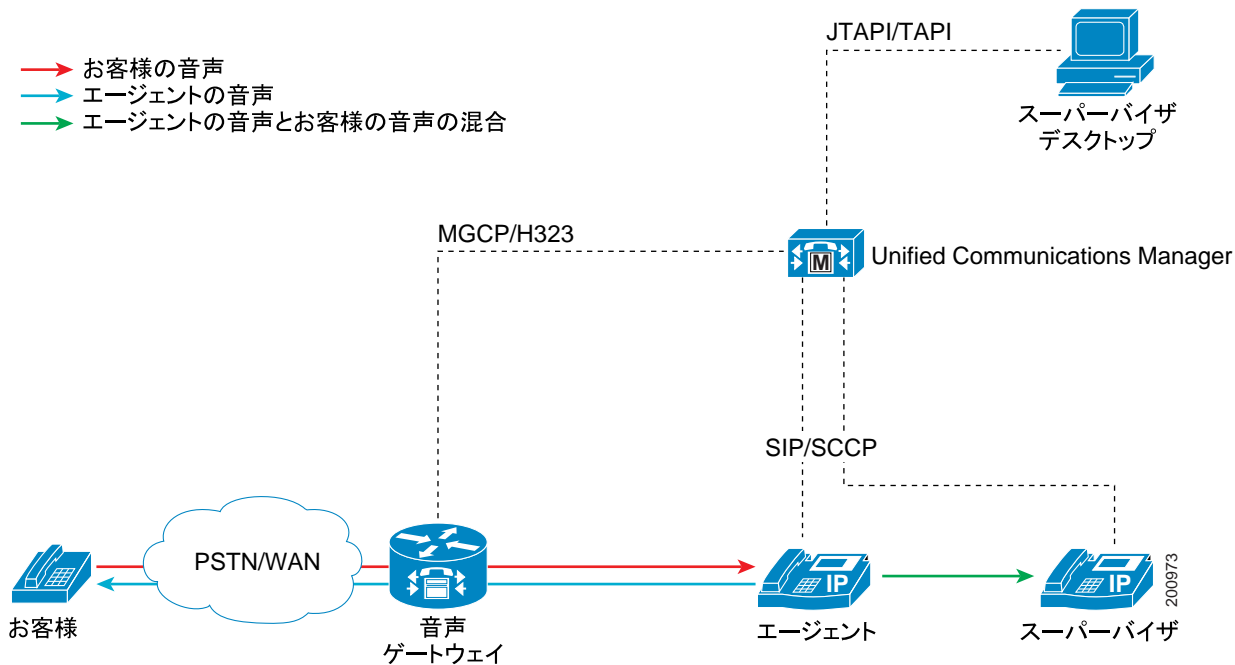 JTAPI/TAPI
お客様の音声
エージェントの音声
エージェントの音声とお客様の音声の混合
スーパーバイザ
デスクトップ
MGCP/H323
M
Unified Communications Manager
SIP/SCCP
PSTN/WAN
IP
IP
200973
お客様
音声
ゲートウェイ
エージェント
スーパーバイザ